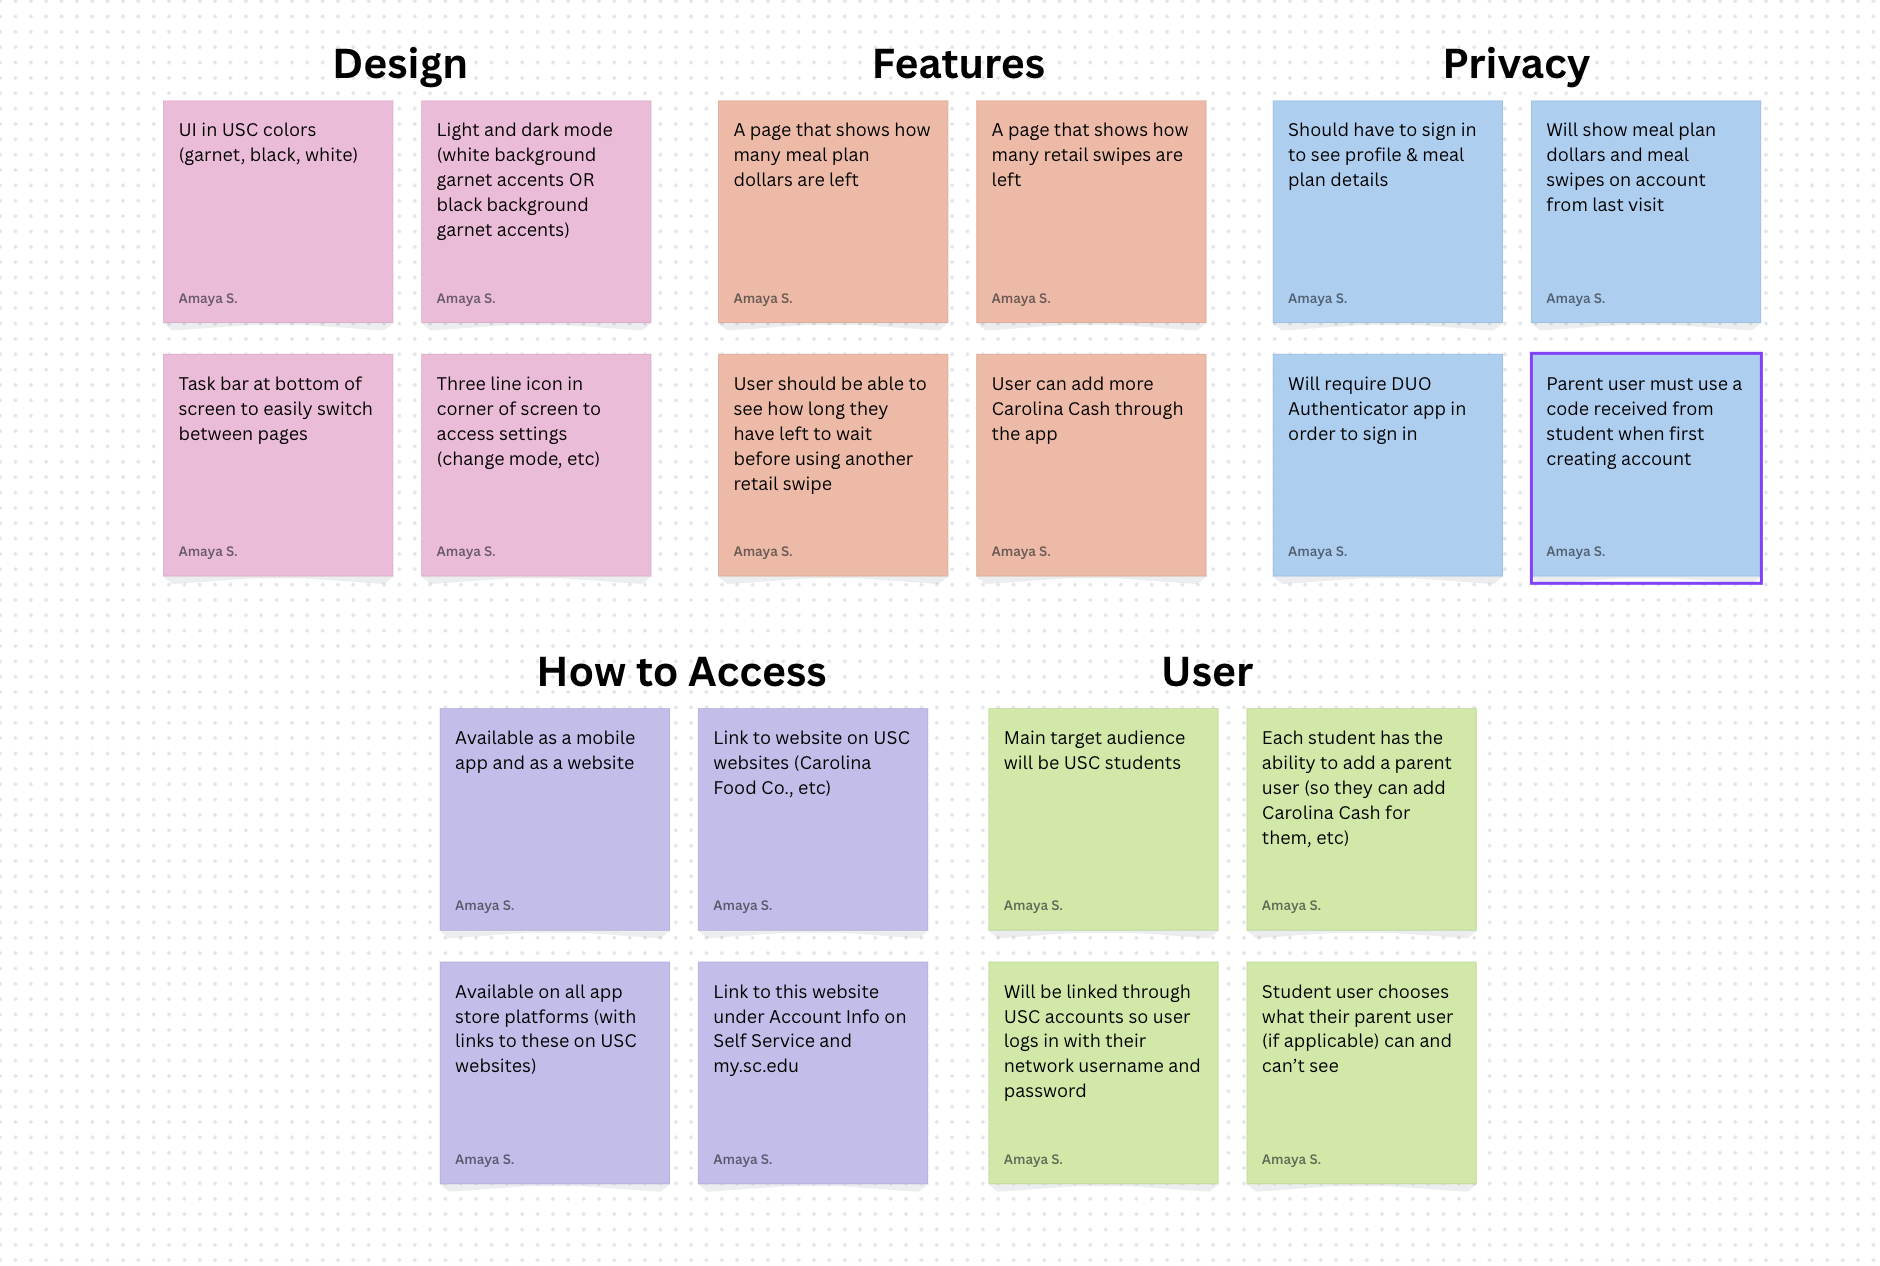 Design
UI in USC colors
(garnet, black, white)
Amaya S.
Light and dark mode
(white background
garnet accents OR
black background
garnet accents)
Amaya S.
Task bar at bottom of
screen to easily switch
between pages
Amaya S.
Three line icon in
corner of screen to
access settings
(change mode, etc)
Amaya S.
Features
A page that shows how
many meal plan
dollars are left
Amaya S.
A page that shows how
many retail swipes are
left
Amaya S.
User should be able to
see how long they
have left to wait
before using another
retail swipe
Amaya S.
User can add more
Carolina Cash through
the app
Amaya S.
Privacy
Should have to sign in
to see profile & meal
plan details
Amaya S.
Will show meal plan
dollars and meal
swipes on account
from last visit
Amaya S.
Will require DUO
Authenticator app in
order to sign in
Amaya S.
Parent user must use a
code received from
student when first
creating account
Amaya S.
How to Access
Available as a mobile
app and as a website
Amaya S.
Link to website on USC
websites (Carolina
Food Co., etc)
Amaya S.
Available on all app
store platforms (with
links to these on USC
websites)
Amaya S.
Link to this website
under Account Info on
Self Service and
my.sc.edu
Amaya S.
User
Main target audience
will be USC students
Amaya S.
Each student has the
ability to add a parent
user (so they can add
Carolina Cash for
them, etc)
Amaya S.
Will be linked through
USC accounts so user
logs in with their
network username and
password
Amaya S.
Student user chooses
what their parent user
(if applicable) can and
can’t see
Amaya S.